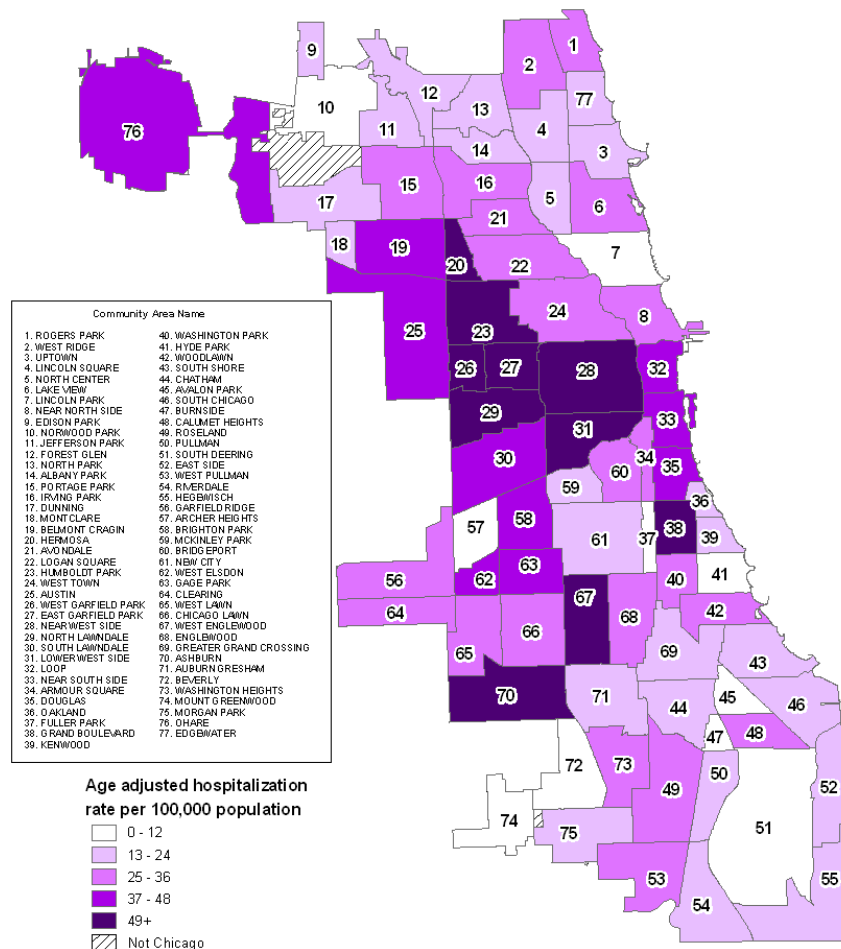 9
1
2
76
10
12
13
77
11
4
14
3
15
16
17
5
6
21
18
19
20
22
7
24
8
25
23
26
27
28
32
29
33
31
30
34
35
60
59
36
57
58
37
38
39
61
62
63
41
56
40
67
64
42
68
65
66
69
43
70
71
45
46
44
47
48
72
73
50
49
52
74
51
75
53
55
54
Community Area Name
1. ROGERS PARK
2. WEST RIDGE
3. UPTOWN
4. LINCOLN SQUARE
5. NORTH CENTER
6. LAKE VIEW
7. LINCOLN PARK
8. NEAR NORTH SIDE
9. EDISON PARK
10. NORWOOD PARK
11. JEFFERSON PARK
12. FOREST GLEN
13. NORTH PARK
14. ALBANY PARK
15. PORTAGE PARK
16. IRVING PARK
17. DUNNING
18. MONTCLARE
19. BELMONT CRAGIN
20. HERMOSA
21. AVONDALE
22. LOGAN SQUARE
23. HUMBOLDT PARK
24. WEST TOWN
25. AUSTIN
26. WEST GARFIELD PARK
27. EAST GARFIELD PARK
28. NEAR WEST SIDE
29. NORTH LAWNDALE
30. SOUTH LAWNDALE
31. LOWER WEST SIDE
32. LOOP
33. NEAR SOUTH SIDE
34. ARMOUR SQUARE
35. DOUGLAS
36. OAKLAND
37. FULLER PARK
38. GRAND BOULEVARD
39. KENWOOD
40. WASHINGTON PARK
41. HYDE PARK
42. WOODLAWN
43. SOUTH SHORE
44. CHATHAM
45. AVALON PARK
46. SOUTH CHICAGO
47. BURNSIDE
48. CALUMET HEIGHTS
49. ROSELAND
50. PULLMAN
51. SOUTH DEERING
52. EAST SIDE
53. WEST PULLMAN
54. RIVERDALE
55. HEGEWISCH
56. GARFIELD RIDGE
57. ARCHER HEIGHTS
58. BRIGHTON PARK
59. MCKINLEY PARK
60. BRIDGEPORT
61. NEW CITY
62. WEST ELSDON
63. GAGE PARK
64. CLEARING
65. WEST LAWN
66. CHICAGO LAWN
67. WEST ENGLEWOOD
68. ENGLEWOOD
69. GREATER GRAND CROSSING
70. ASHBURN
71. AUBURN GRESHAM
72. BEVERLY
73. WASHINGTON HEIGHTS
74. MOUNT GREENWOOD
75. MORGAN PARK
76. OHARE
77. EDGEWATER
Age adjusted hospitalization
rate per 100,000 population
0 - 12
13 - 24
25 - 36
37 - 48
49+
Not Chicago